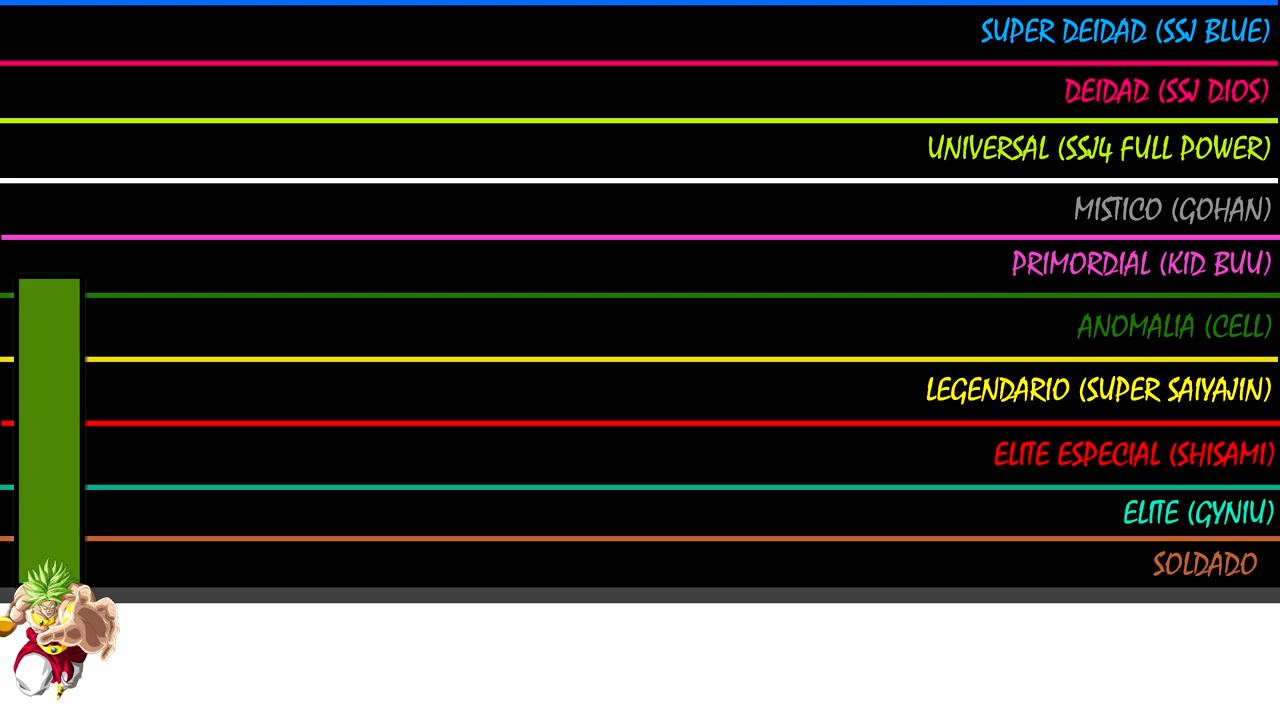 SUPER DEIDAD (SSJ BLUE)
DEIDAD (SSJ DIOS)
UNIVERSAL (SSJ4 FULL POWER)
MISTICO (GOHAN)
PRIMORDIAL (KID BUU)
ANOMALIA (CELL)
LEGENDARIO (SUPER SAIYAJIN)
ELITE ESPECIAL (SHISAMI)
ELITE (GYNIU)
SOLDADO